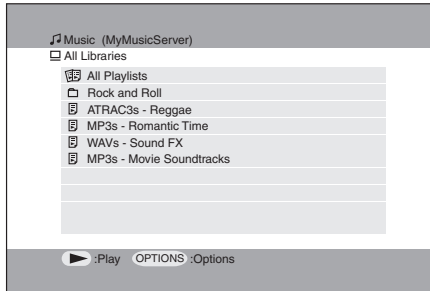 Music (MyMusicServer)
All Libraries
All Playlists
Rock and Roll
ATRAC3s - Reggae
MP3s - Romantic Time
WAVs - Sound FX
MP3s - Movie Soundtracks
:Play OPTIONS :Options